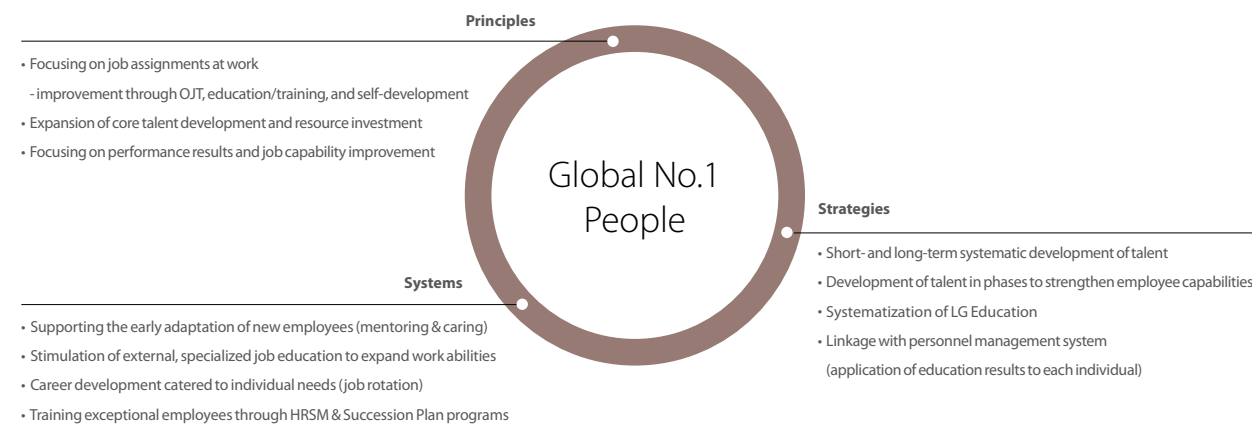 Principles
• Focusing on job assignments at work
- improvement through OJT, education/training, and self-development
• Expansion of core talent development and resource investment
• Focusing on performance results and job capability improvement
Global No.1
People
Strategies
• Short- and long-term systematic development of talent
• Development of talent in phases to strengthen employee capabilities
• Systematization of LG Education
• Linkage with personnel management system
(application of education results to each individual)
Systems
• Supporting the early adaptation of new employees (mentoring & caring)
• Stimulation of external, specialized job education to expand work abilities
• Career development catered to individual needs (job rotation)
• Training exceptional employees through HRSM & Succession Plan programs